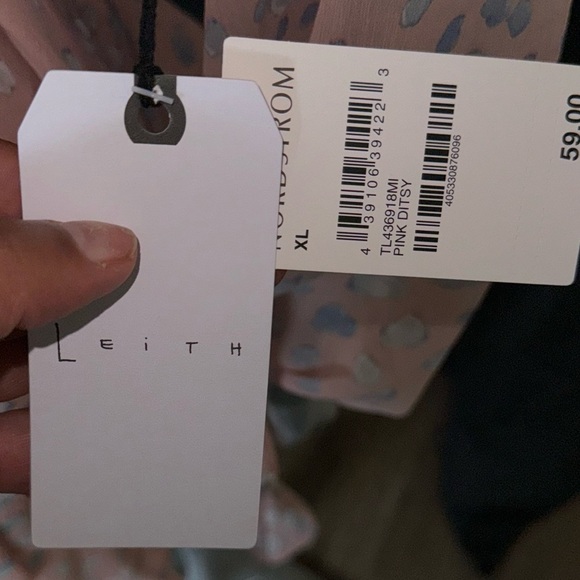 LEiTH
NORDSTROM
XL
4 39106 39422 3
TL436918MI
PINK DITSY
405330876096
59.00